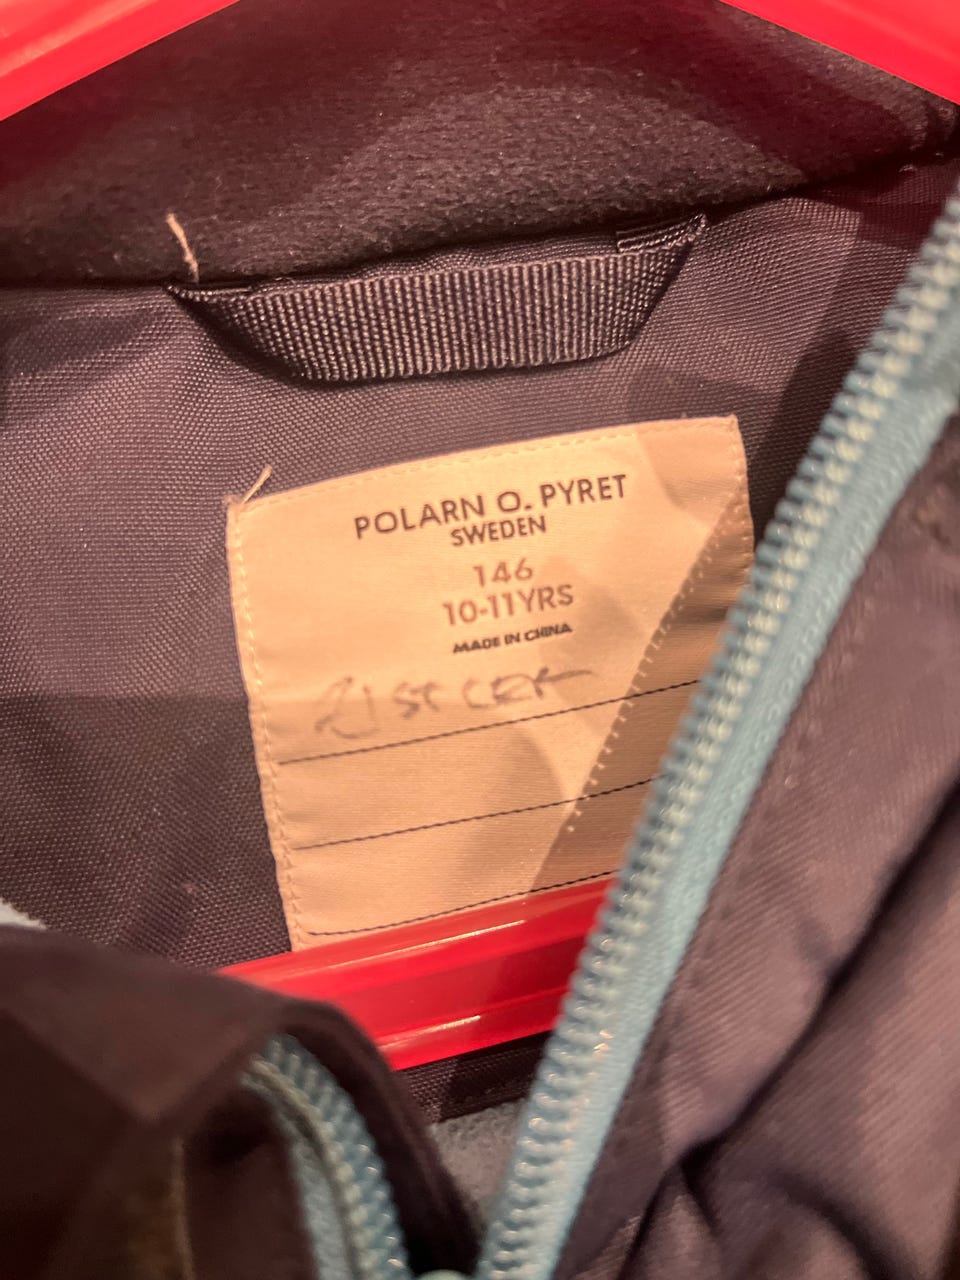 POLARN O. PYRET
SWEDEN
146
10-11YRS
MADE IN CHINA